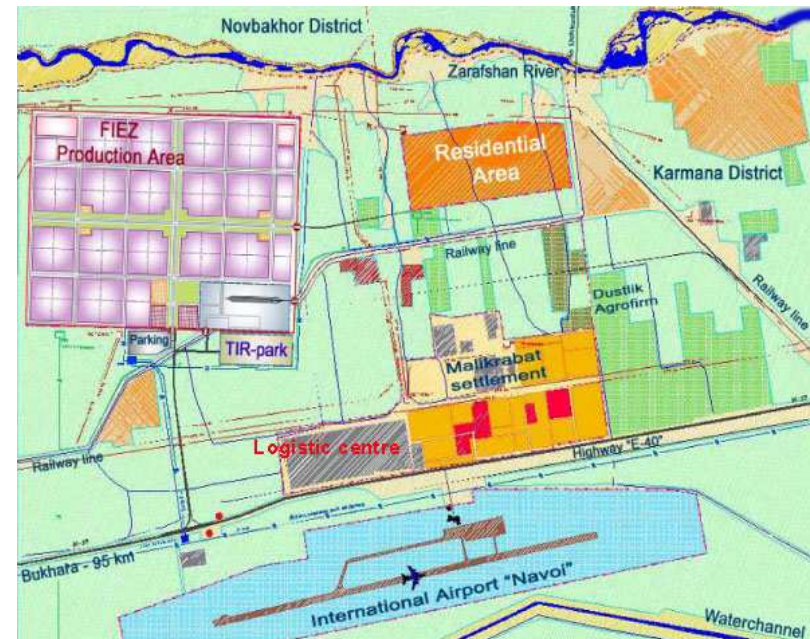 Novbakhor District
Zarafshan River
FIEZ
Production Area
Residential
Area
Karmana District
Railway line
Railway line
Dustlik
Agrofirm
Parking
TIR-park
Malikrabat
settlement
Logistic centre
Railway line
Highway "E-40"
Bukhara - 95 km
International Airport "Navoi"
Waterchannel